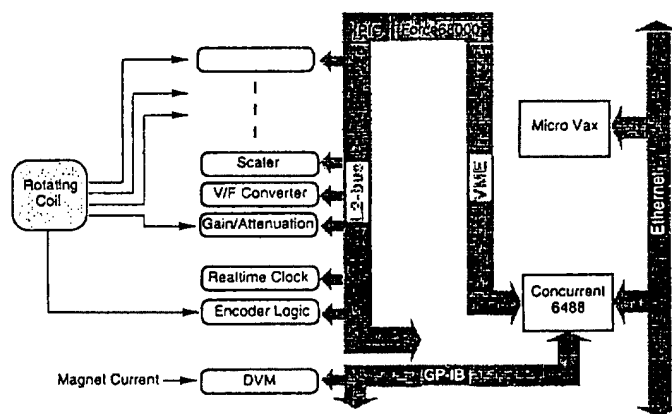 PIC Force68000
Micro Vax
Scaler
V/F Converter
Gain/Attenuation
Rotating
Coil
L2-bus
VME
Ethernet
Realtime Clock
Encoder Logic
Concurrent
6488
Magnet Current
DVM
GP-IB